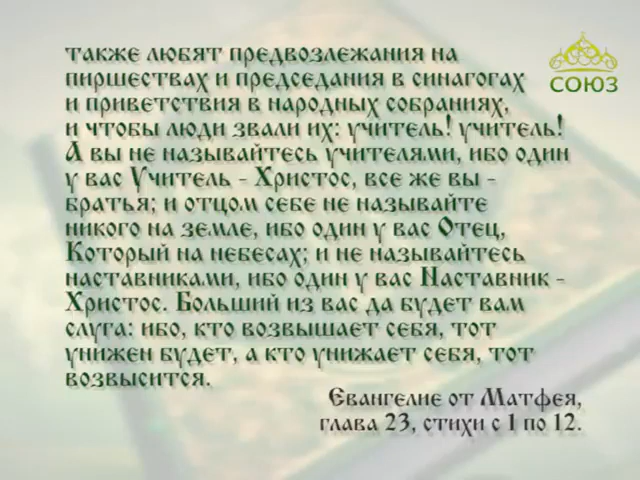 также любят предвозлежания на
пиршествах и председания в синагогах
и приветствия в народных собраниях,
и чтобы люди звали их: учитель! учитель!
А вы не называйтесь учителями, ибо один
у вас Учитель - Христос, все же вы -
братья; и отцом себе не называйте
никого на земле, ибо один у вас Отец,
Который на небесах; и не называйтесь
наставниками, ибо один у вас Наставник -
Христос. Больший из вас да будет вам
слуга: ибо, кто возвышает себя, тот
унижен будет, а кто унижает себя, тот
возвысится.
Евангелие от Матфея,
глава 23, стихи с 1 по 12.
СОЮЗ